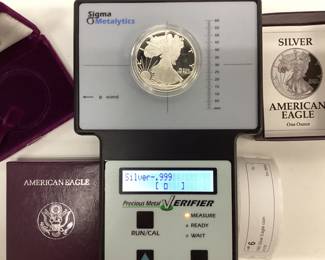 Sigma
Metalytics
SILVER
AMERICAN
EAGLE
One Ounce
AMERICAN EAGLE
Silver-.999
[ 0 ]
Precious Metal VERIFIER
RUN/CAL
MEASURE
READY
WAIT
6